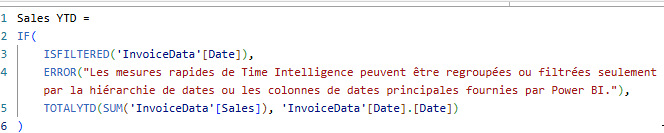 1 Sales YTD =
2 IF(
3 ISFILTERED('InvoiceData'[Date]),
4 ERROR("Les mesures rapides de Time Intelligence peuvent être regroupées ou filtrées seulement
par la hiérarchie de dates ou les colonnes de dates principales fournies par Power BI."),
5 TOTALYTD(SUM('InvoiceData'[Sales]), 'InvoiceData'[Date].[Date])
6 )